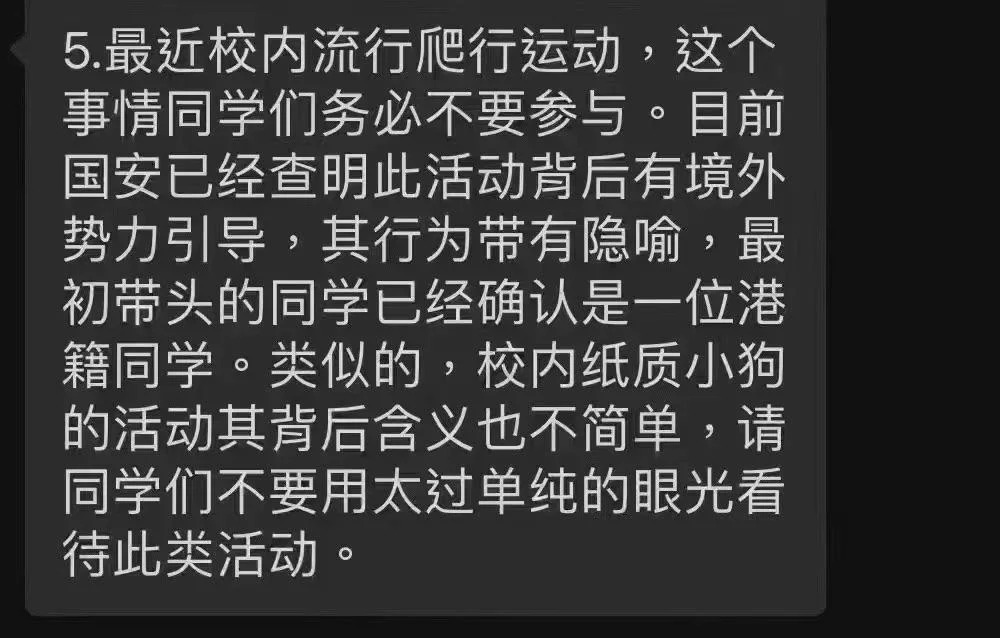 5.最近校内流行爬行运动，这个
事情同学们务必不要参与。目前
国安已经查明此活动背后有境外
势力引导，其行为带有隐喻，最
初带头的同学已经确认是一位港
籍同学。类似的，校内纸质小狗
的活动其背后含义也不简单，请
同学们不要用太过单纯的眼光看
待此类活动。